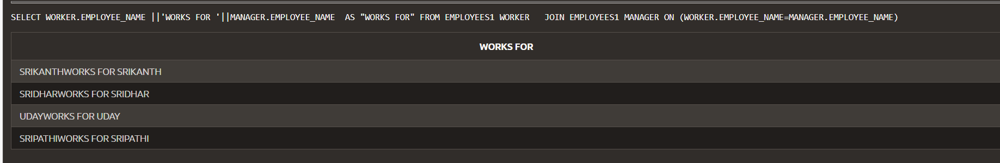 SELECT WORKER.EMPLOYEE_NAME ||'WORKS FOR '||MANAGER.EMPLOYEE_NAME  AS "WORKS FOR" FROM EMPLOYEES1 WORKER   JOIN EMPLOYEES1 MANAGER ON (WORKER.EMPLOYEE_NAME=MANAGER.EMPLOYEE_NAME)
WORKS FOR
SRIKANTHWORKS FOR SRIKANTH
SRIDHARWORKS FOR SRIDHAR
UDAYWORKS FOR UDAY
SRIPATHIWORKS FOR SRIPATHI